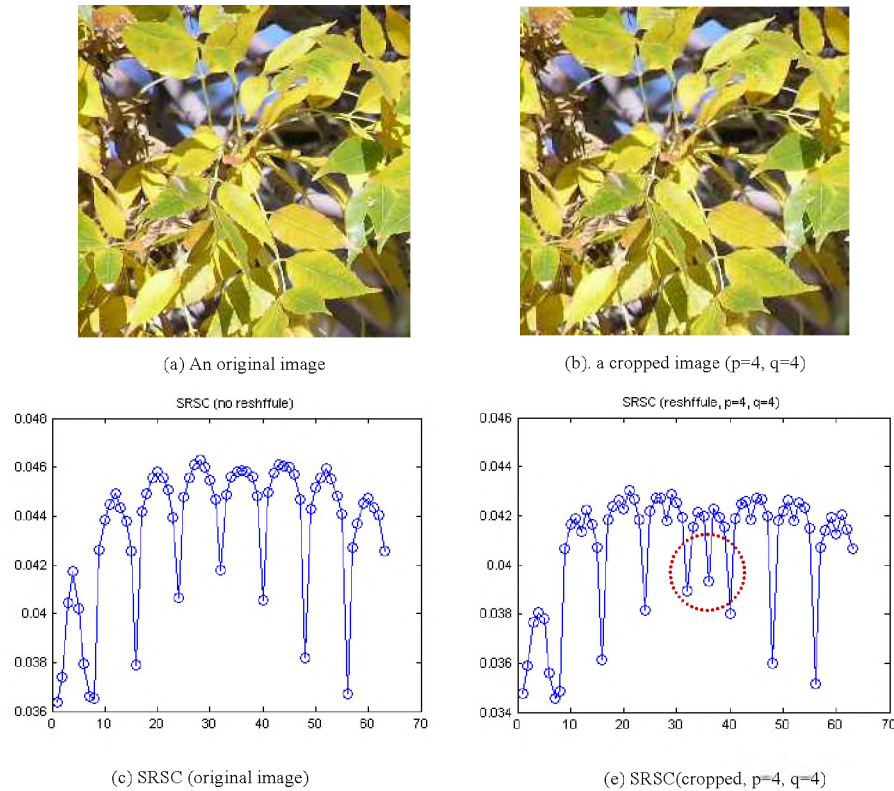 (a) An original image
(b). a cropped image (p=4, q=4)
SRSC (no reshffule)
0.048
0.046
0.044
0.042
0.04
0.038
0.036
0 10 20 30 40 50 60 70
SRSC (reshffule, p=4, q=4)
0.046
0.044
0.042
0.04
0.038
0.036
0.034
0 10 20 30 40 50 60 70
(c) SRSC (original image)
(e) SRSC(cropped, p=4, q=4)